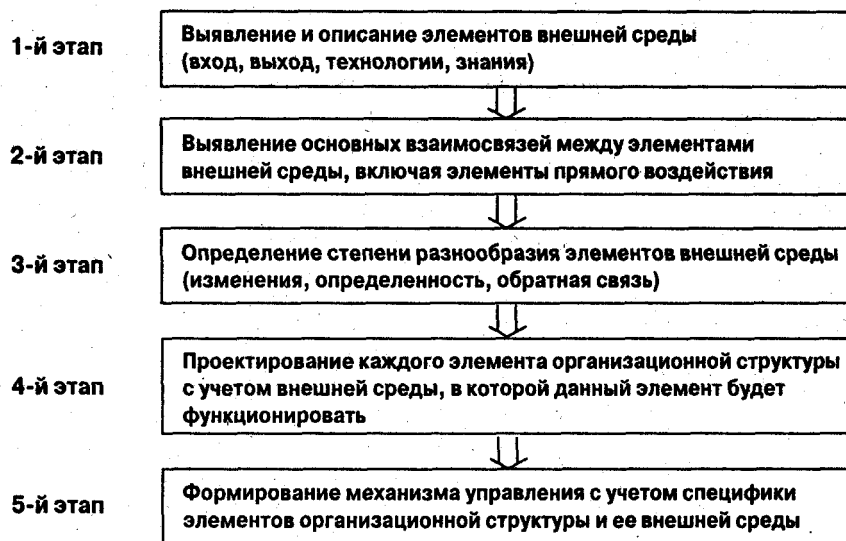 1-й этап
Выявление и описание элементов внешней среды
(вход, выход, технологии, знания)
2-й этап
Выявление основных взаимосвязей между элементами
внешней среды, включая элементы прямого воздействия
3-й этап
Определение степени разнообразия элементов внешней среды
(изменения, определенность, обратная связь)
4-й этап
Проектирование каждого элемента организационной структуры
с учетом внешней среды, в которой данный элемент будет
функционировать
5-й этап
Формирование механизма управления с учетом специфики
элементов организационной структуры и ее внешней среды